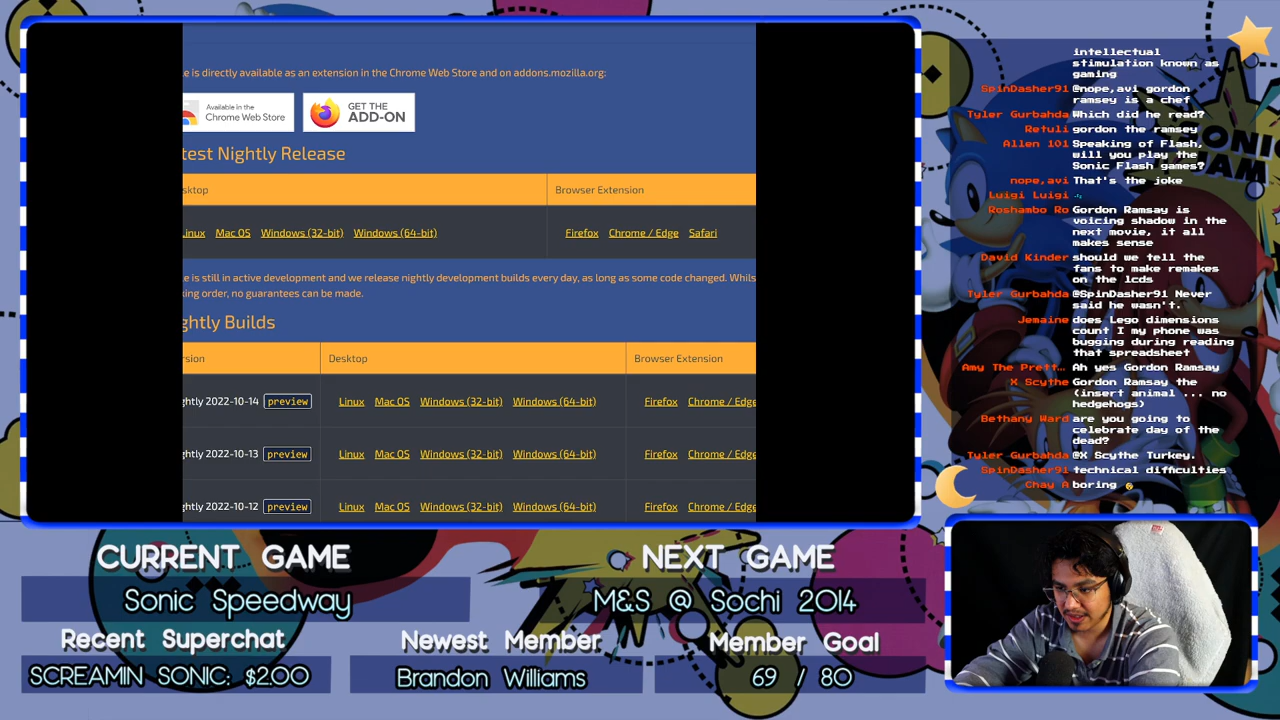 le is directly available as an extension in the Chrome Web Store and on addons.mozilla.org:
Available in the
Chrome Web Store
GET THE
ADD-ON
test Nightly Release
sktop
Browser Extension
Linux Mac OS Windows (32-bit) Windows (64-bit)
Firefox Chrome / Edge Safari
le is still in active development and we release nightly development builds every day, as long as some code changed. Whils
king order, no guarantees can be made.
ghtly Builds
rsion
Desktop
Browser Extension
ghtly 2022-10-14 preview
Linux Mac OS Windows (32-bit) Windows (64-bit)
Firefox Chrome / Edge
ghtly 2022-10-13 preview
Linux Mac OS Windows (32-bit) Windows (64-bit)
Firefox Chrome / Edge
ghtly 2022-10-12 preview
Linux Mac OS Windows (32-bit) Windows (64-bit)
Firefox Chrome / Edge
intellectual
stimulation known as
gaming
SpinDasher91 @nope,avi gordon
ramsey is a chef
Tyler Gurbahda Which did he read?
Retuli gordon the ramsey
Allen 101 Speaking of Flash,
will you play the
Sonic Flash games?
nope,avi That's the joke
Luigi Luigi
Roshambo Ro Gordon Ramsay is
voicing shadow in the
next movie, it all
makes sense
David Kinder should we tell the
fans to make remakes
on the lcds
Tyler Gurbahda @SpinDasher91 Never
said he wasn't.
Jemaine does Lego dimensions
count I my phone was
bugging during reading
that spreadsheet
Amy The Prett... Ah yes Gordon Ramsay
X Scythe Gordon Ramsay the
(insert animal ... no
hedgehogs)
Bethany Ward are you going to
celebrate day of the
dead?
Tyler Gurbahda @X Scythe Turkey.
SpinDasher91 technical difficulties
Chay A boring
SONIC
JAM
CURRENT GAME
Sonic Speedway
NEXT GAME
M&S @ Sochi 2014
Recent Superchat
SCREAMIN SONIC: $2.00
Newest Member
Brandon Williams
Member Goal
69 / 80